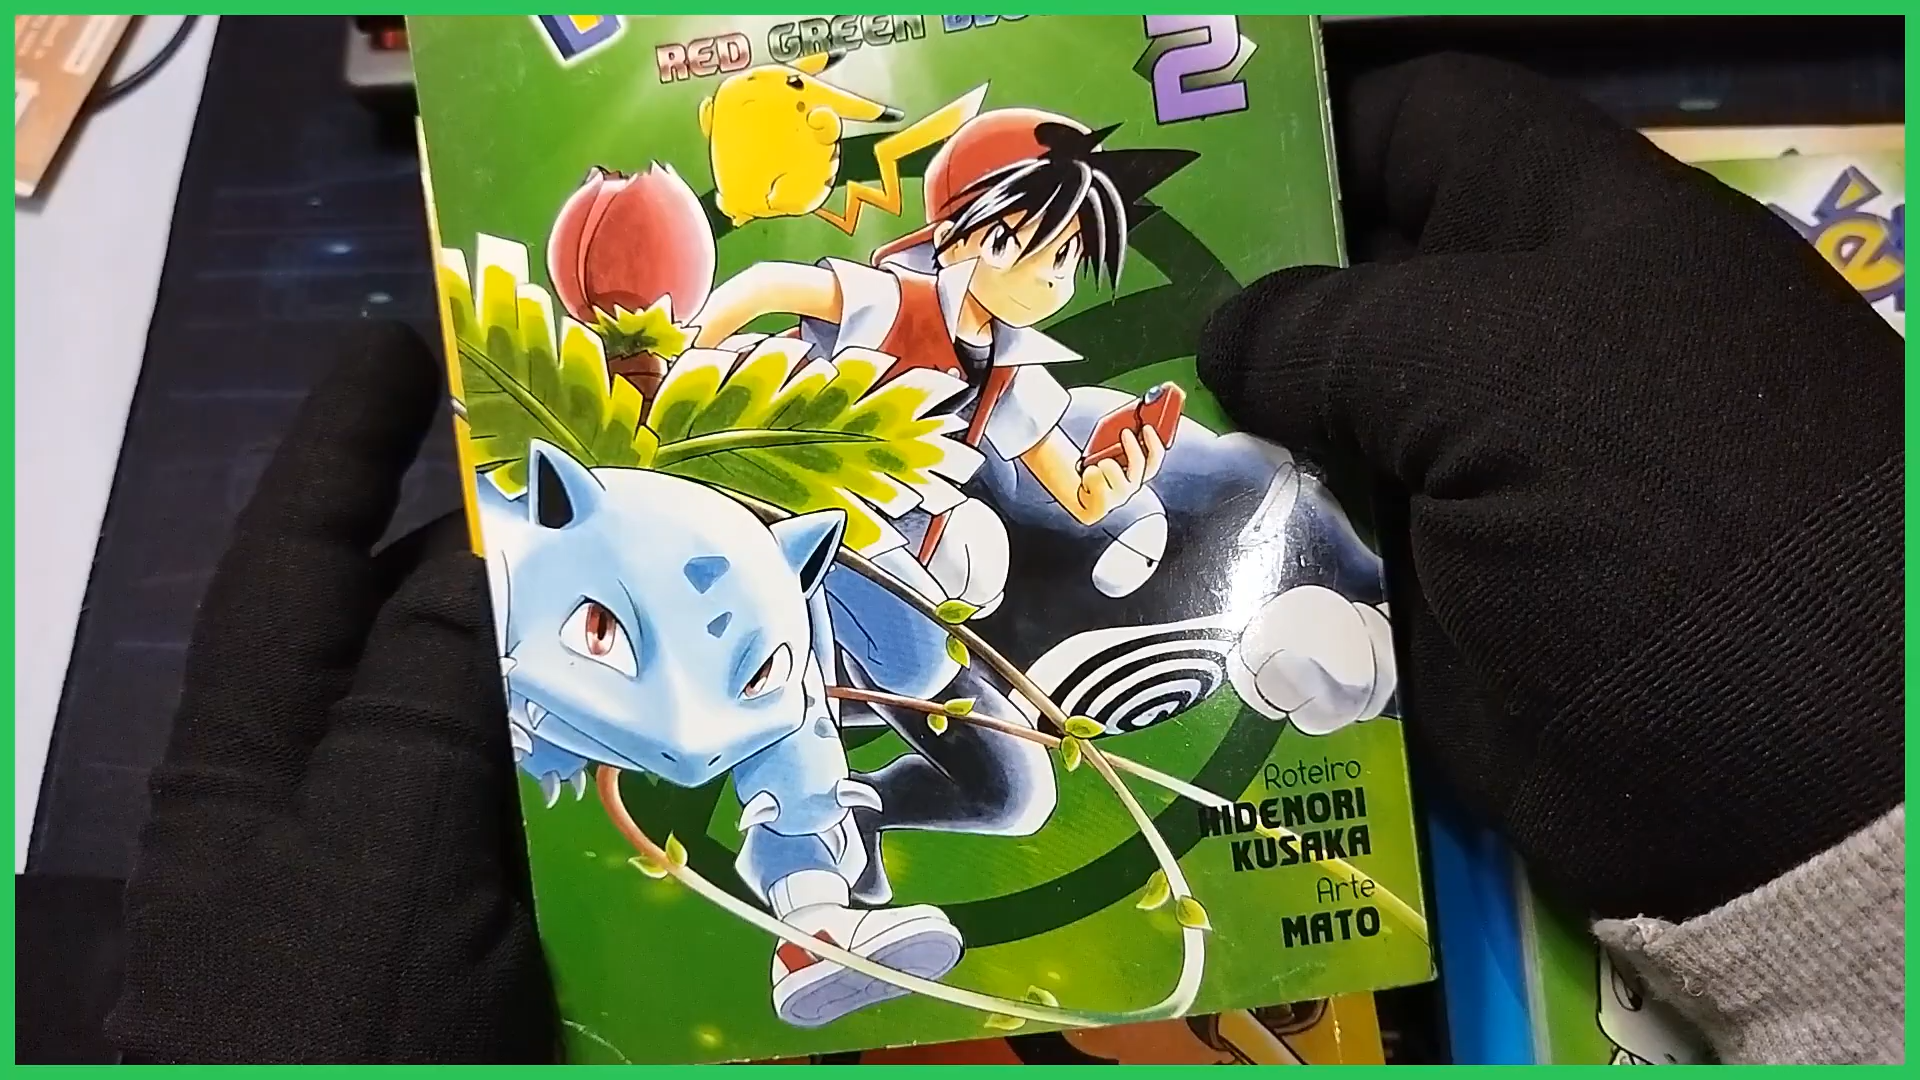 RED GREEN
2
Roteiro
HIDENORI
KUSAKA
Arte
MATO